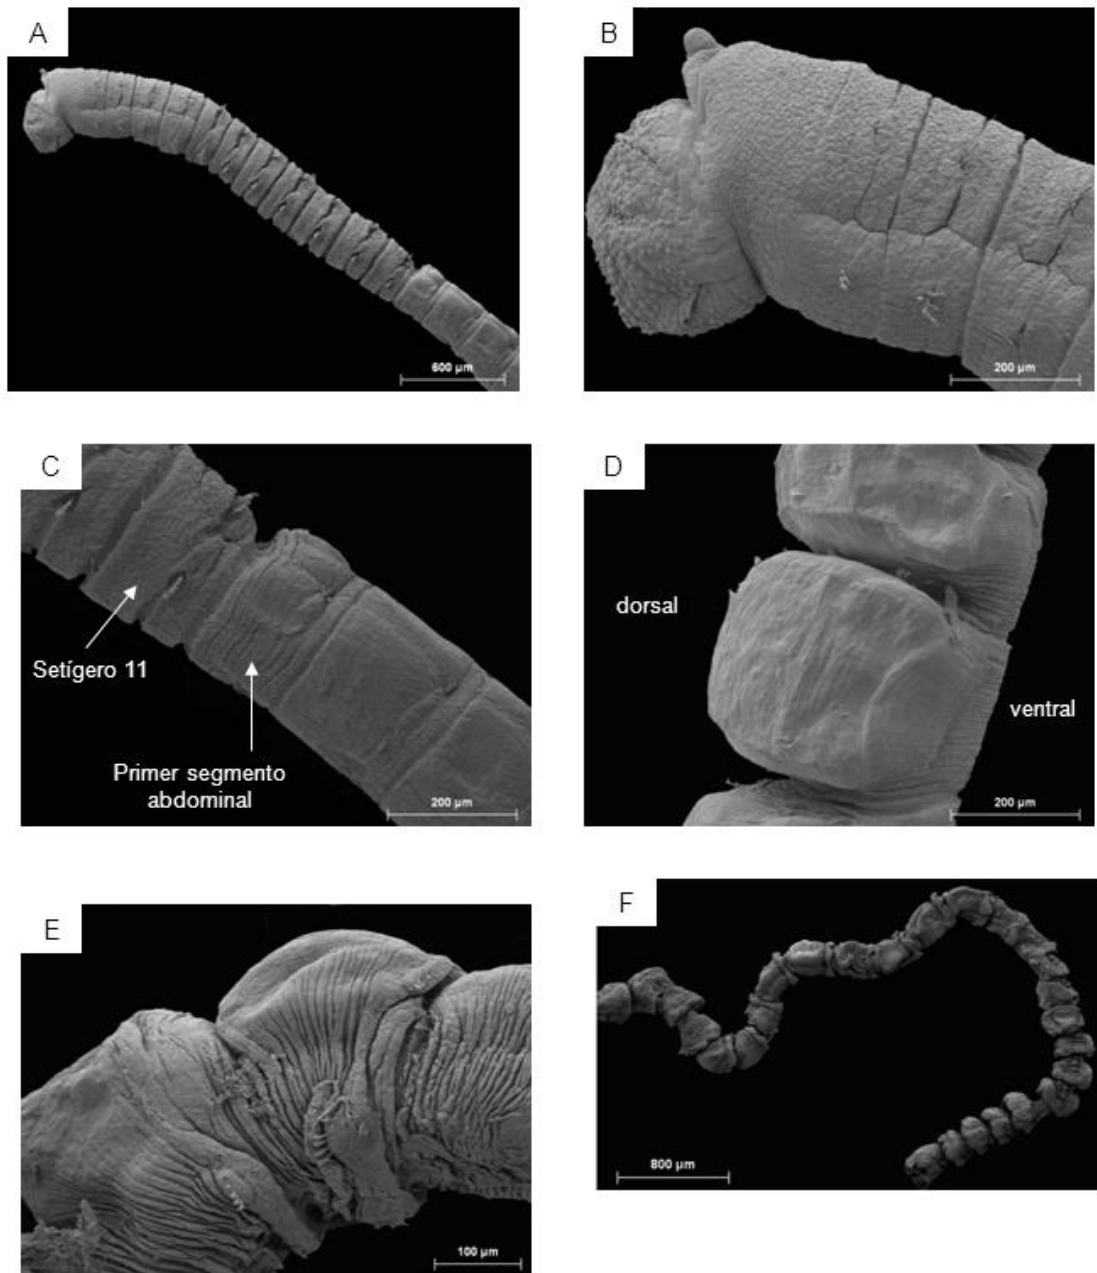 A
600 µm
B
200 µm
C
Setígero 11
Primer segmento
abdominal
200 µm
D
dorsal
ventral
200 µm
E
100 µm
F
800 µm